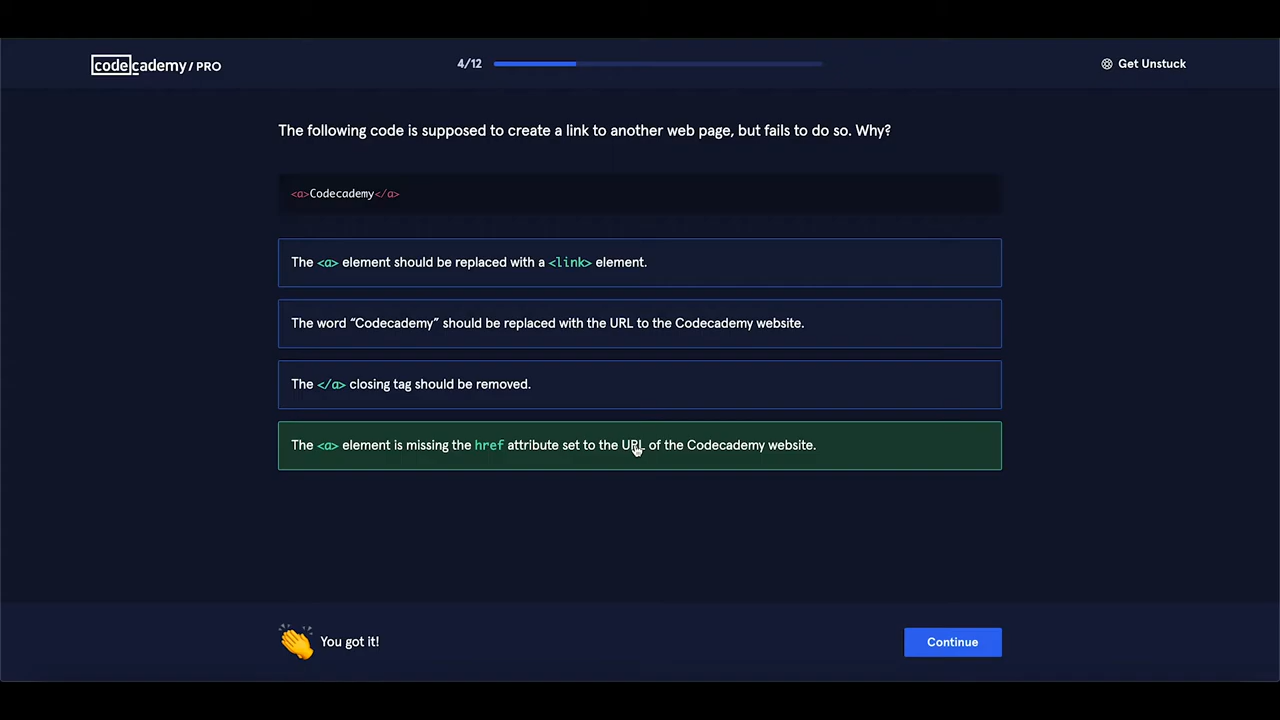 codecademy / PRO
4/12
Get Unstuck
The following code is supposed to create a link to another web page, but fails to do so. Why?
<a>Codecademy</a>
The <a> element should be replaced with a <link> element.
The word “Codecademy” should be replaced with the URL to the Codecademy website.
The </a> closing tag should be removed.
The <a> element is missing the href attribute set to the URL of the Codecademy website.
You got it!
Continue